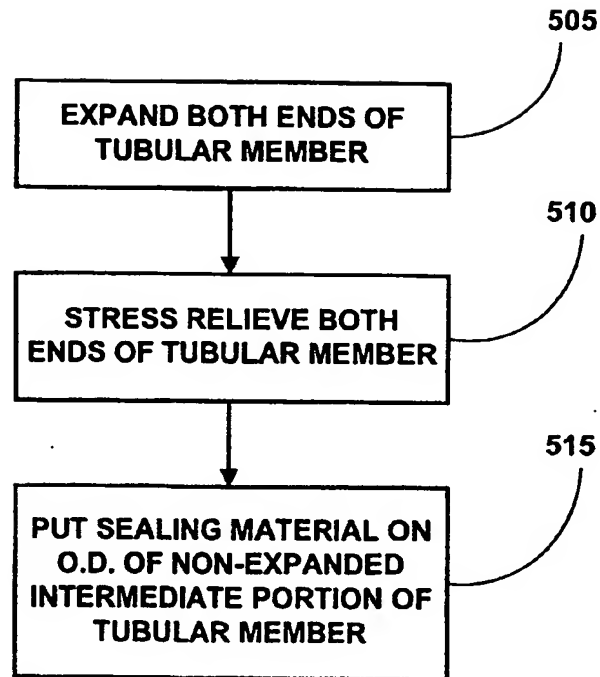 505
EXPAND BOTH ENDS OF
TUBULAR MEMBER
510
STRESS RELIEVE BOTH
ENDS OF TUBULAR MEMBER
515
PUT SEALING MATERIAL ON
O.D. OF NON-EXPANDED
INTERMEDIATE PORTION OF
TUBULAR MEMBER